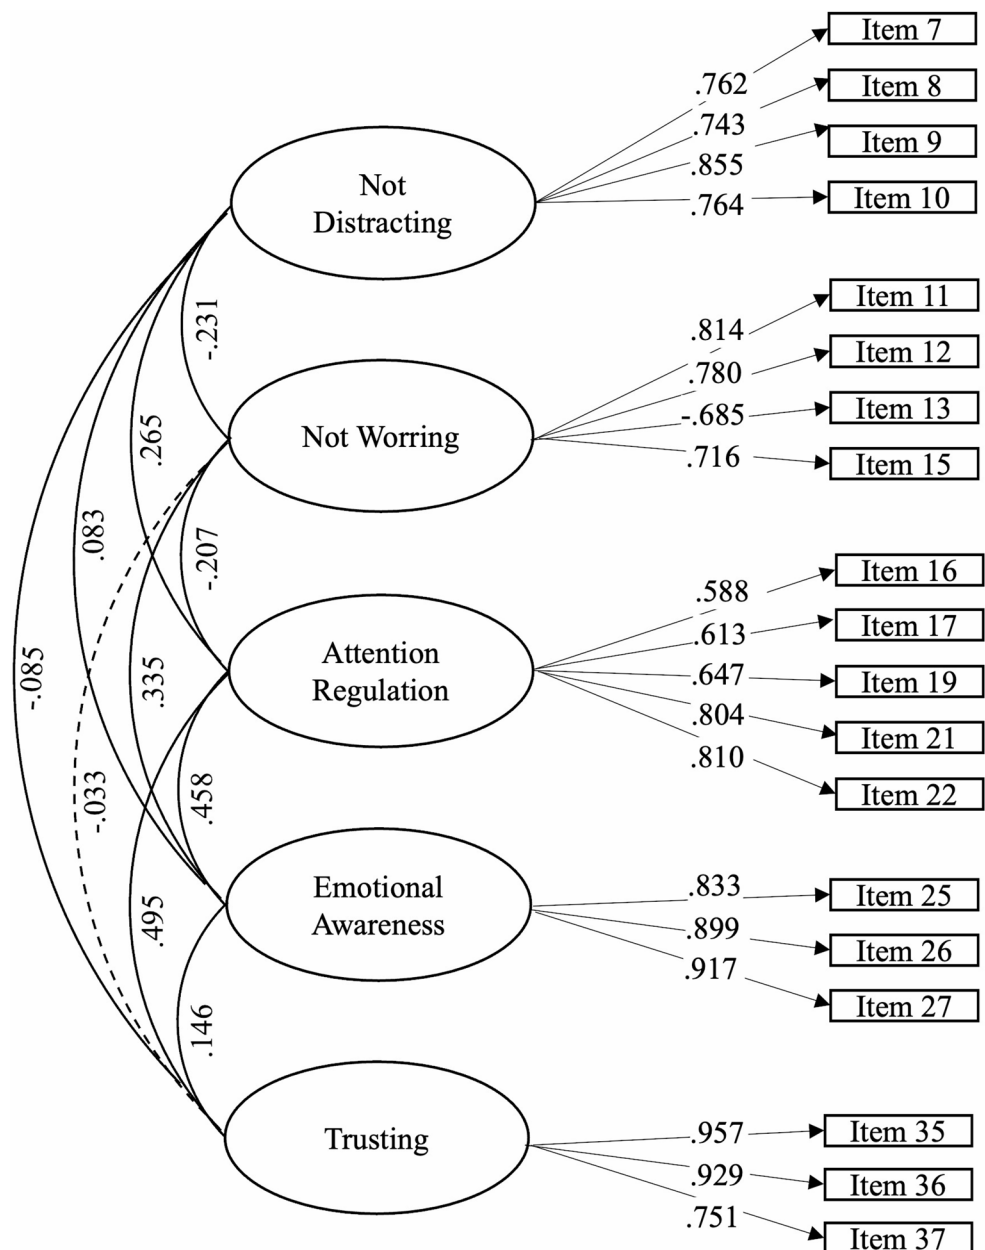 Item 7
.762
Item 8
.743
Item 9
.855
Item 10
.764
Not
Distracting
-.231
Item 11
.814
Item 12
.780
Item 13
-.685
Item 15
.716
Not Worring
.265
.083
-.207
Item 16
.588
Item 17
.613
Item 19
.647
Item 21
.804
Item 22
.810
Attention
Regulation
-.085
.335
-.033
.458
Item 25
.833
Item 26
.899
Item 27
.917
Emotional
Awareness
.495
.146
Item 35
.957
Item 36
.929
Item 37
.751
Trusting